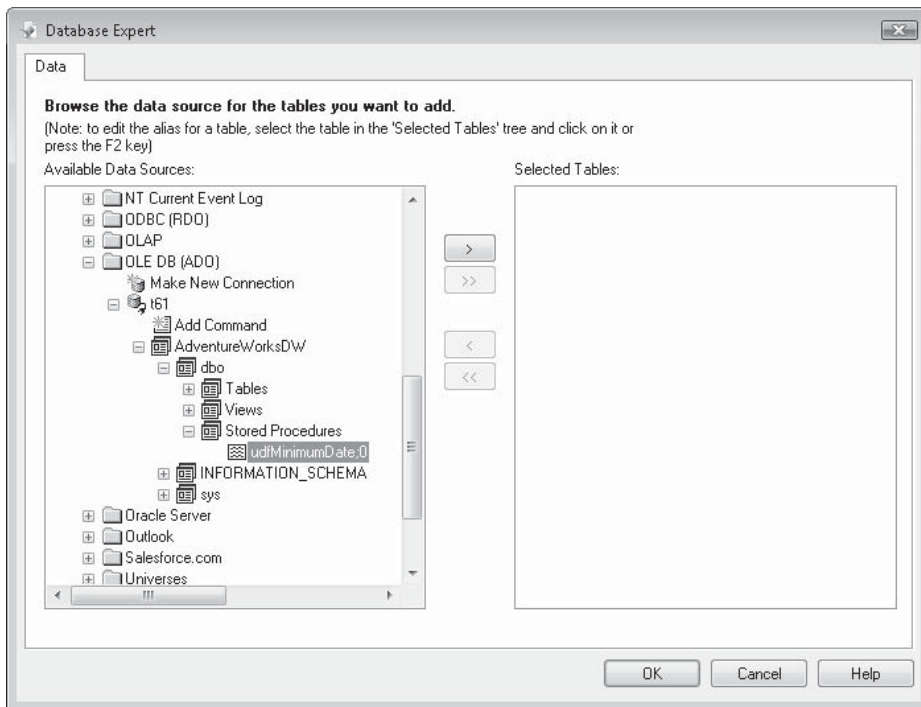 Database Expert
Data
Browse the data source for the tables you want to add.
(Note: to edit the alias for a table, select the table in the 'Selected Tables' tree and click on it or
press the F2 key)
Available Data Sources:
NT Current Event Log
ODBC (RDO)
OLAP
OLE DB (ADO)
Make New Connection
t61
Add Command
AdventureWorksDW
dbo
Tables
Views
Stored Procedures
udfMinimumDate;0
INFORMATION_SCHEMA
sys
Oracle Server
Outlook
Salesforce.com
Universes
>
>>
<
<<
Selected Tables:
OK
Cancel
Help